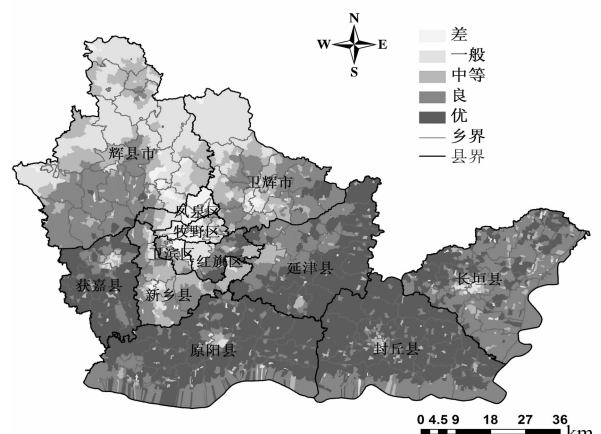 N
W E
S
差
一般
中等
良
优
乡界
县界
辉县市
卫辉市
凤泉区
牧野区
卫滨区
红旗区
延津县
长垣县
获嘉县
新乡县
原阳县
封丘县
0 4.5 9 18 27 36
km